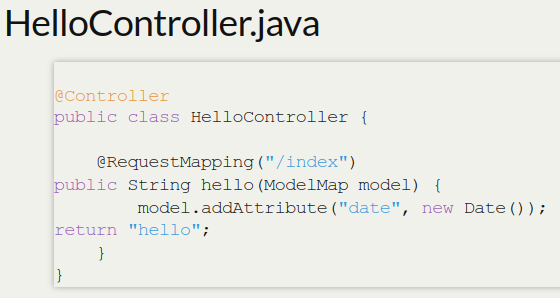 HelloController.java
@Controller
public class HelloController {
@RequestMapping("/index")
public String hello(ModelMap model) {
model.addAttribute("date", new Date());
return "hello";
}
}